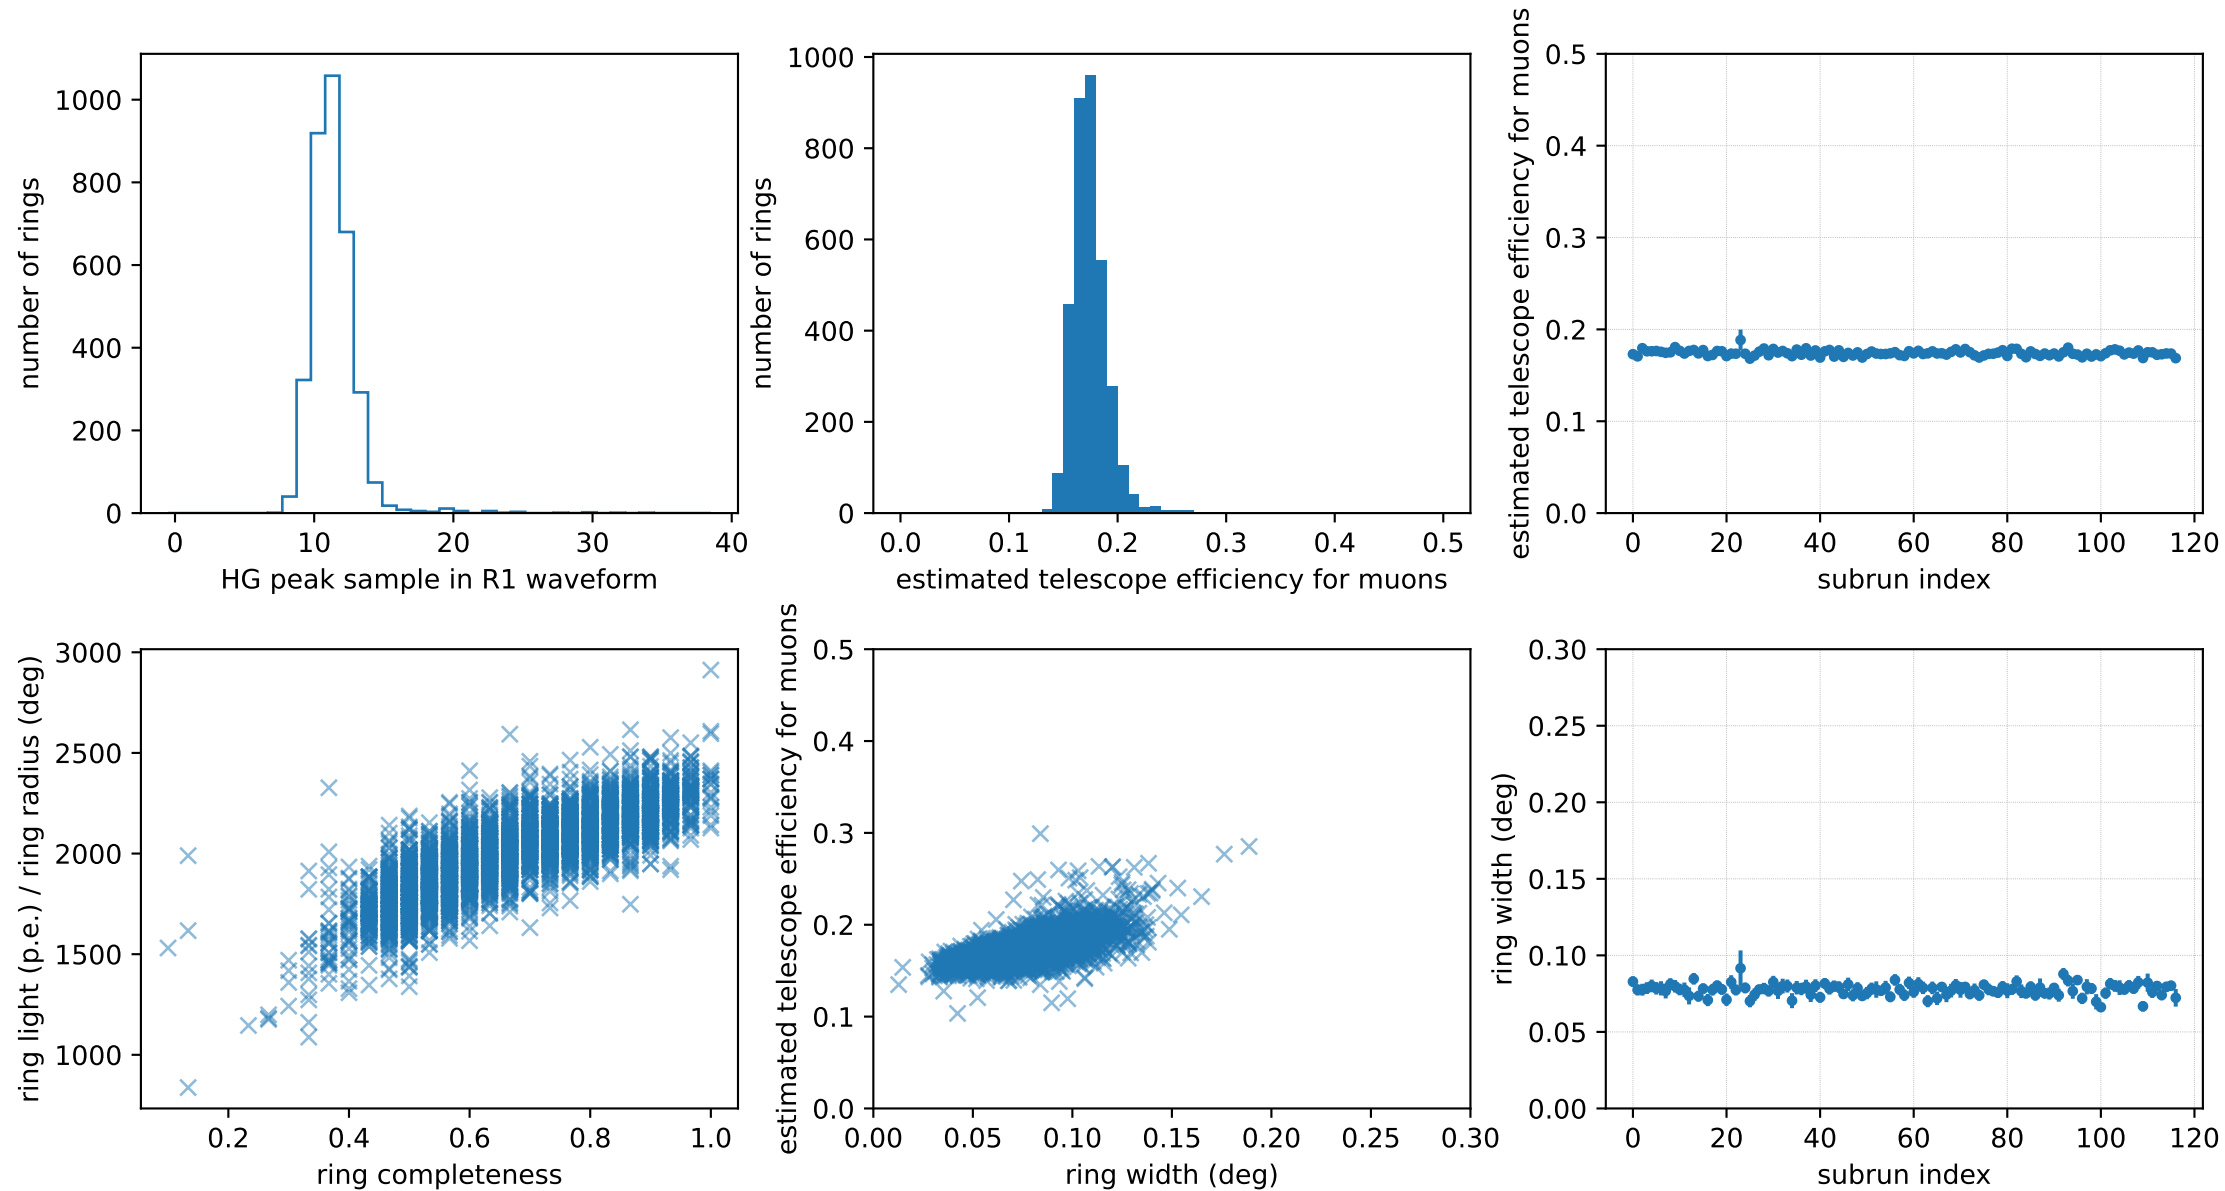 number of rings
1000
800
600
400
200
0
0 10 20 30 40
HG peak sample in R1 waveform
number of rings
1000
800
600
400
200
0
0.0 0.1 0.2 0.3 0.4 0.5
estimated telescope efficiency for muons
estimated telescope efficiency for muons
0.5
0.4
0.3
0.2
0.1
0.0
0 20 40 60 80 100 120
subrun index
ring light (p.e.) / ring radius (deg)
3000
2500
2000
1500
1000
0.2 0.4 0.6 0.8 1.0
ring completeness
estimated telescope efficiency for muons
0.5
0.4
0.3
0.2
0.1
0.0
0.00 0.05 0.10 0.15 0.20 0.25 0.30
ring width (deg)
ring width (deg)
0.30
0.25
0.20
0.15
0.10
0.05
0.00
0 20 40 60 80 100 120
subrun index